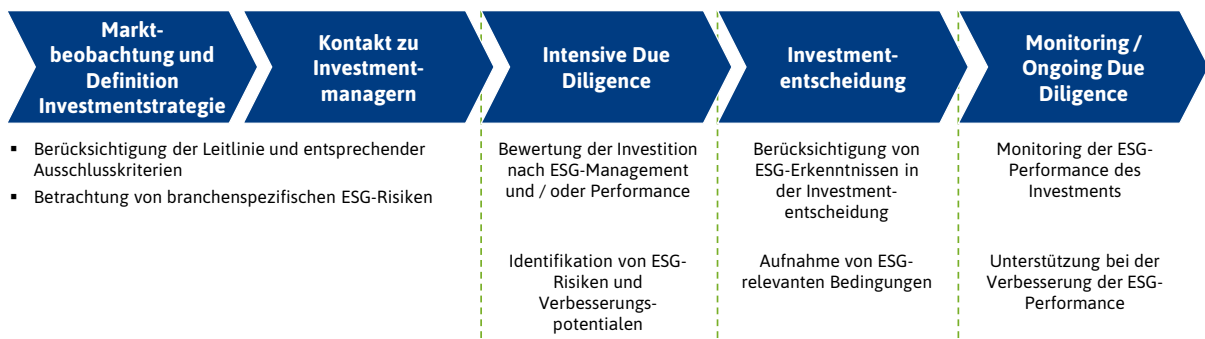 Markt-
beobachtung und
Definition
Investmentstrategie
Kontakt zu
Investment-
managern
Intensive Due
Diligence
Investment-
entscheidung
Monitoring /
Ongoing Due
Diligence
▪ Berücksichtigung der Leitlinie und entsprechender
Ausschlusskriterien
▪ Betrachtung von branchenspezifischen ESG-Risiken
Bewertung der Investition
nach ESG-Management
und / oder Performance
Identifikation von ESG-
Risiken und
Verbesserungs-
potentialen
Berücksichtigung von
ESG-Erkenntnissen in
der Investment-
entscheidung
Aufnahme von ESG-
relevanten Bedingungen
Monitoring der ESG-
Performance des
Investments
Unterstützung bei der
Verbesserung der ESG-
Performance